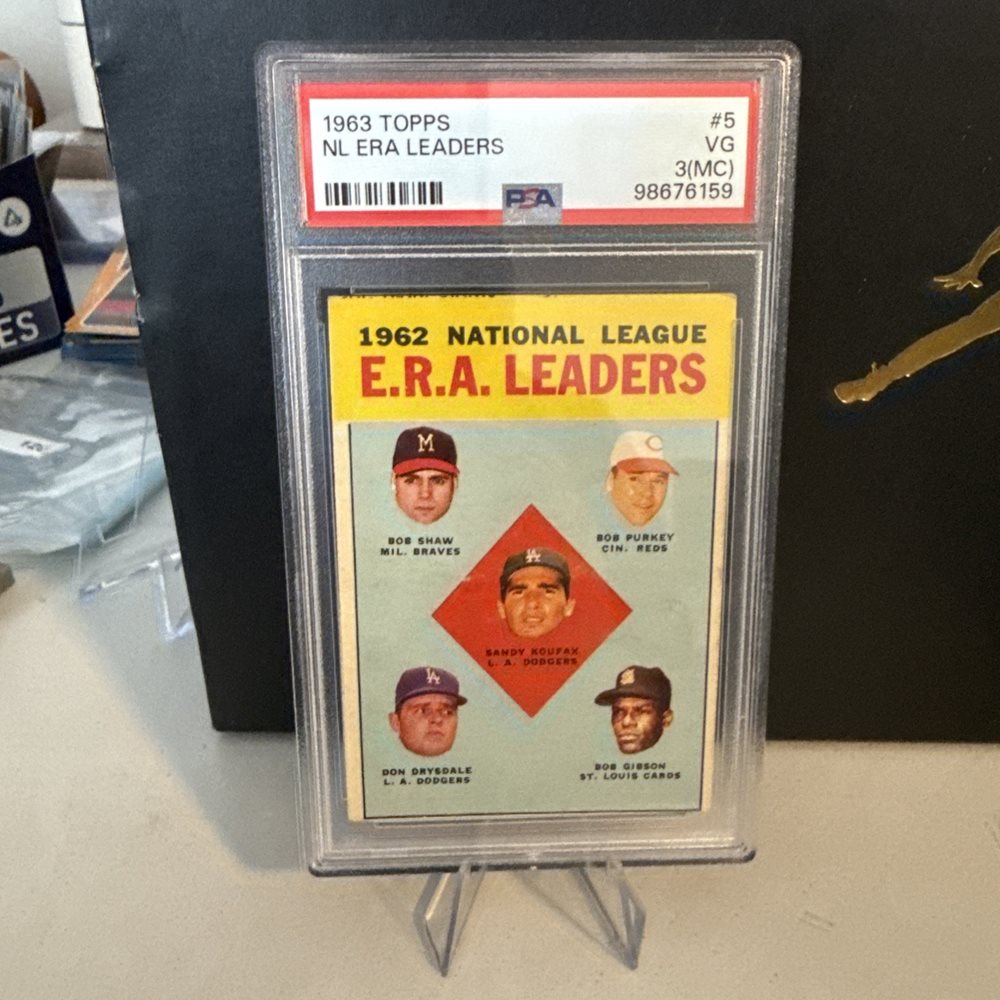 1963 TOPPS #5
NL ERA LEADERS VG
3(MC)
PSA 98676159
1962 NATIONAL LEAGUE
E.R.A. LEADERS
M
C
BOB SHAW
MIL. BRAVES
BOB PURKEY
CIN. REDS
LA
SANDY KOUFAX
L. A. DODGERS
LA
DON DRYSDALE
L. A. DODGERS
BOB GIBSON
ST. LOUIS CARDS
ES